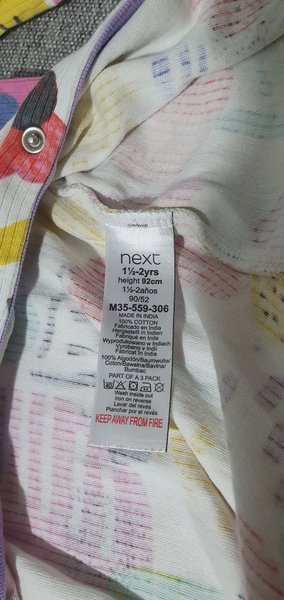 next
1½-2yrs
height 92cm
1½-2años
90/52
M35-559-306
MADE IN INDIA
100% COTTON
Fabricado en India
Hergestellt in Indien
Fabriqué en Inde
Wyprodukowano w Indiach
Vyrobeno v Indii
Fabricat în India
100% Algodón/Baumwolle/
Coton/Bawełna/Bavlna/
Bumbac
PART OF A 3 PACK
40
Wash inside out
Iron on reverse
Lavar del revés
Planchar por el revés
KEEP AWAY FROM FIRE